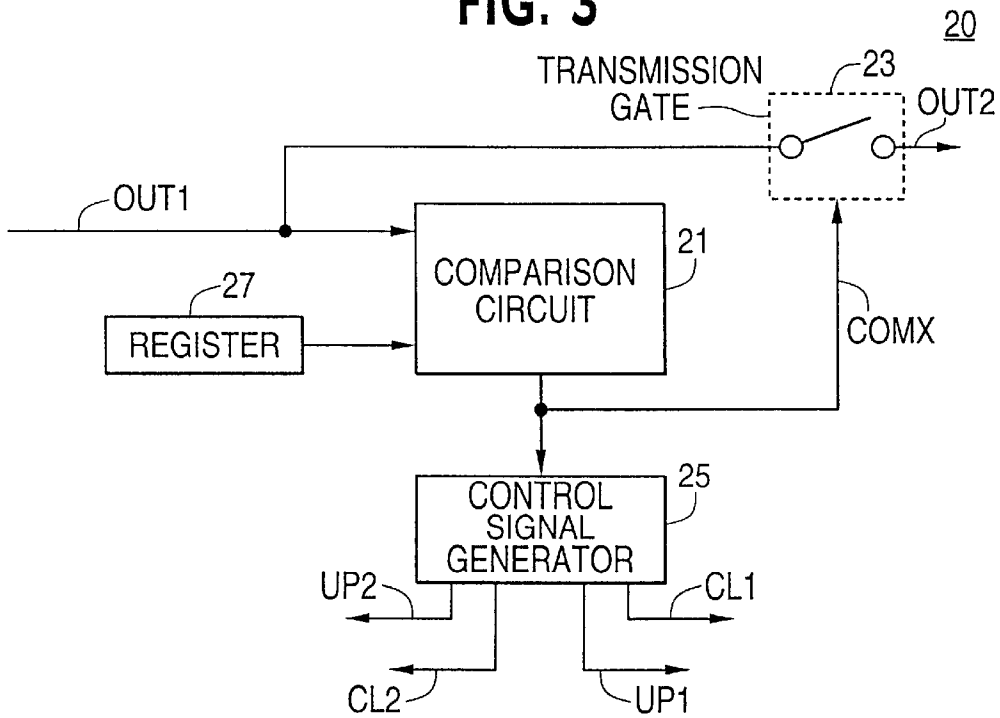 FIG. 3
20
TRANSMISSION
GATE
23
OUT2
OUT1
COMPARISON
CIRCUIT
21
27
REGISTER
COMX
CONTROL
SIGNAL
GENERATOR
25
UP2
CL1
CL2
UP1